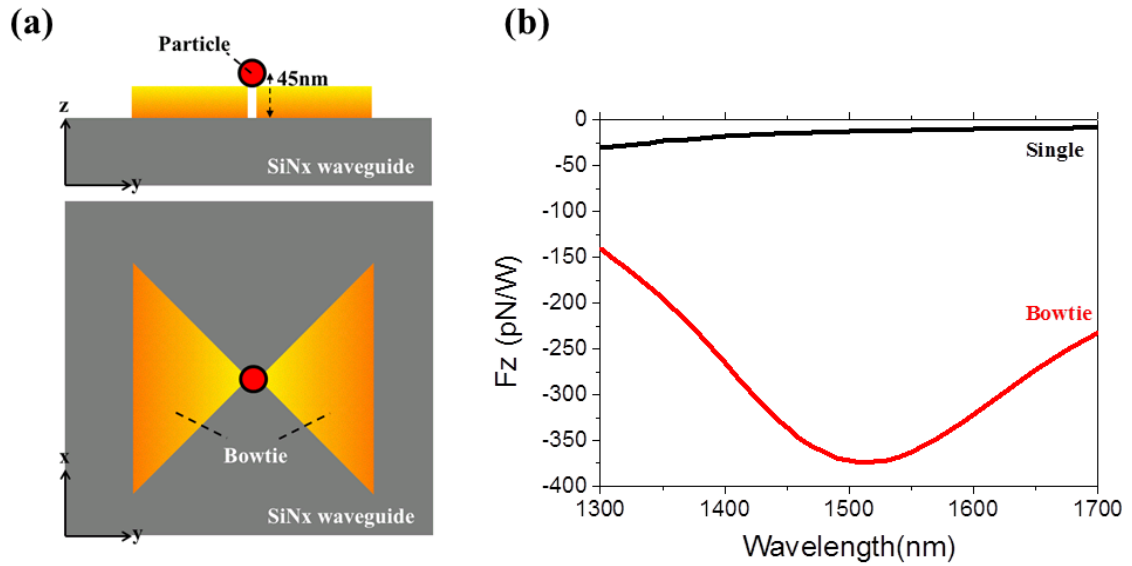 (a)
Particle
45nm
z
SiNx waveguide
y
Bowtie
x
SiNx waveguide
y
(b)
0
-50
-100
-150
-200
-250
-300
-350
-400
Fz (pN/W)
Single
Bowtie
1300 1400 1500 1600 1700
Wavelength(nm)